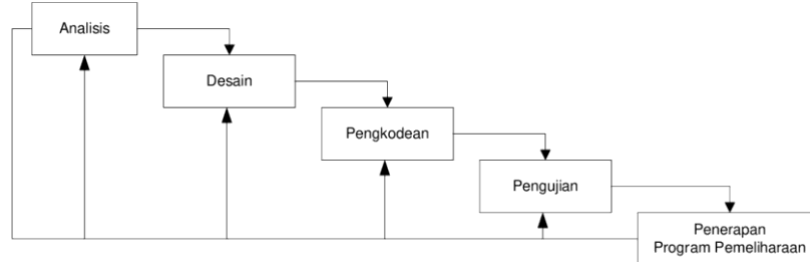 Analisis
Desain
Pengkodean
Pengujian
Penerapan
Program Pemeliharaan